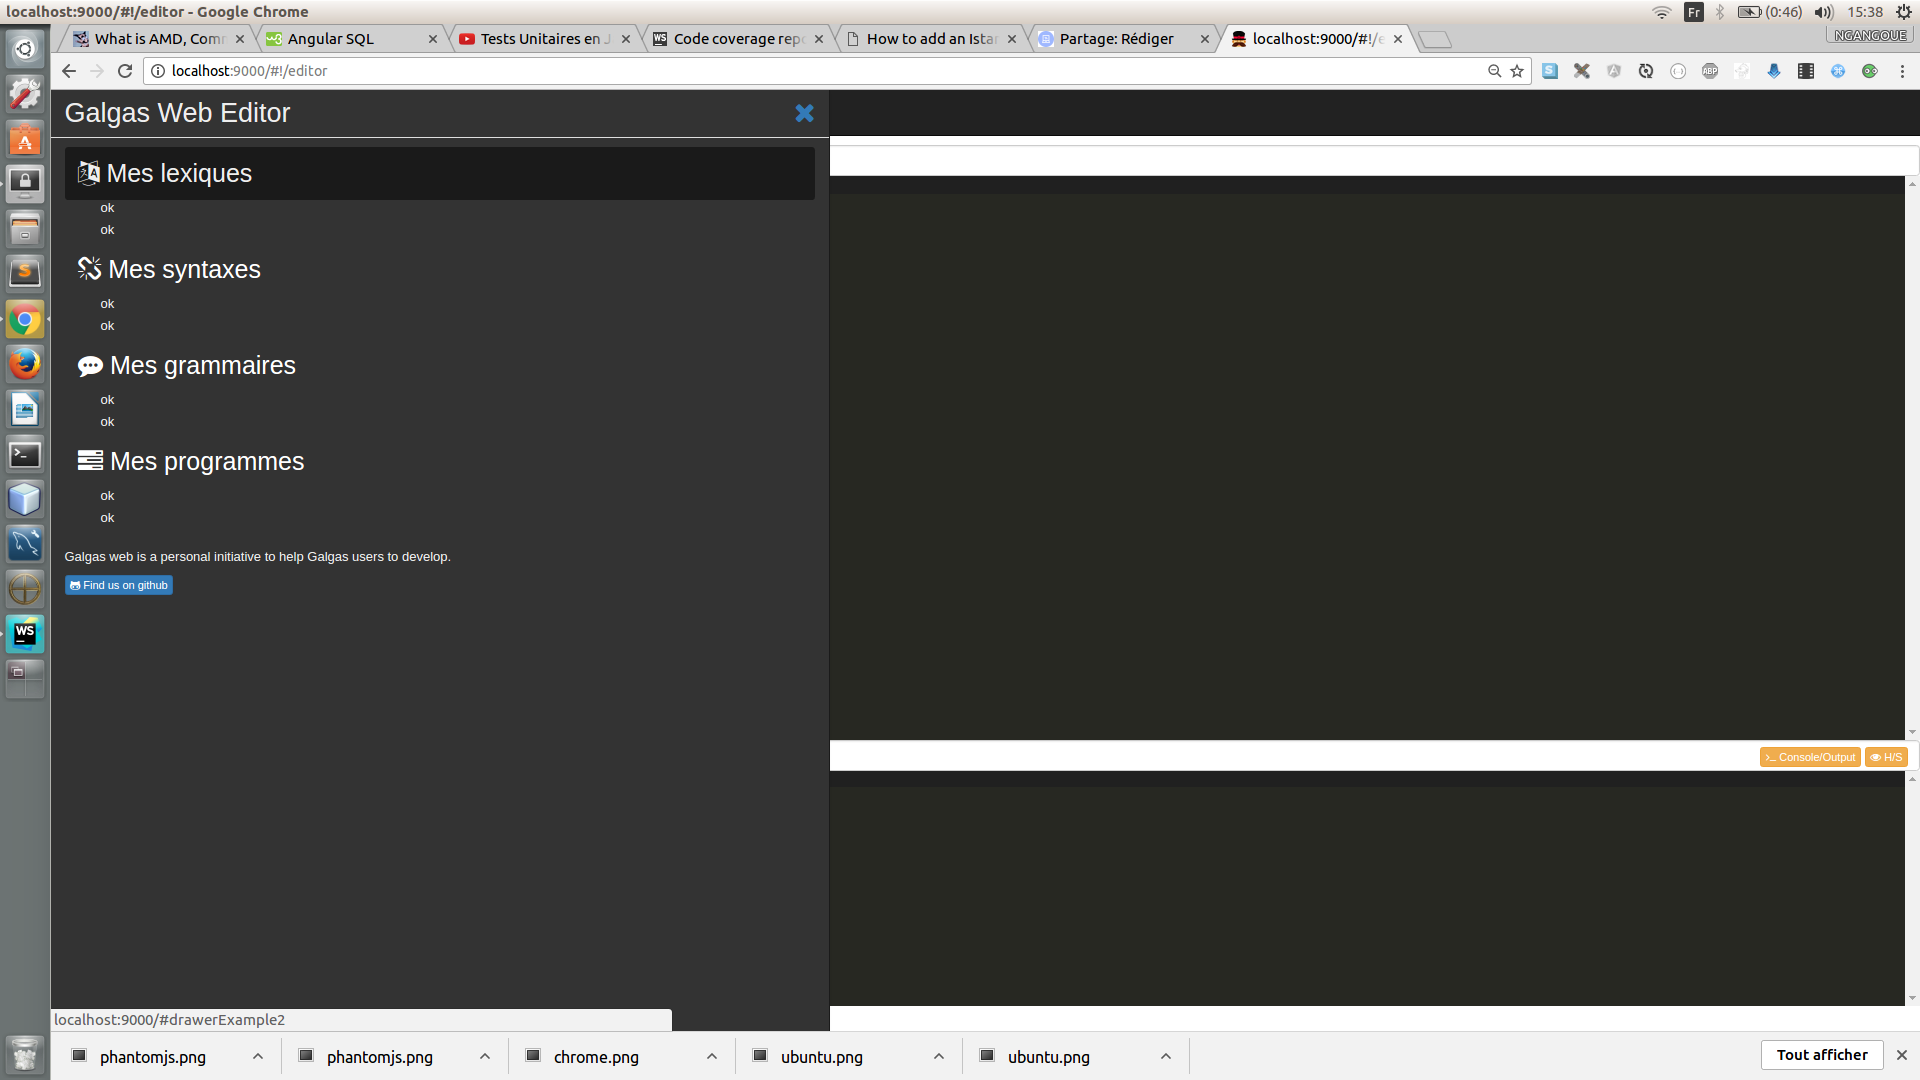 localhost:9000/#!/editor - Google Chrome
Fr
(0:46)
15:38
What is AMD, Com
Angular SQL
Tests Unitaires en J
Code coverage repo
How to add an Istan
Partage: Rédiger
localhost:9000/#!/e
NGANGOUE
localhost:9000/#!/editor
ABP
Galgas Web Editor
Mes lexiques
ok
ok
Mes syntaxes
ok
ok
Mes grammaires
ok
ok
Mes programmes
ok
ok
Galgas web is a personal initiative to help Galgas users to develop.
Find us on github
Console/Output
H/S
WS
localhost:9000/#drawerExample2
phantomjs.png
phantomjs.png
chrome.png
ubuntu.png
ubuntu.png
Tout afficher